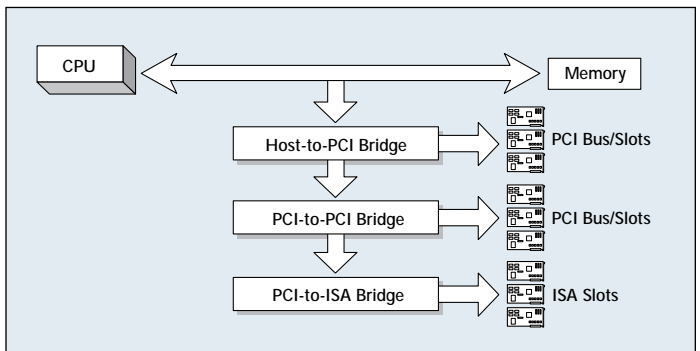 CPU
Memory
Host-to-PCI Bridge
PCI Bus/Slots
PCI-to-PCI Bridge
PCI Bus/Slots
PCI-to-ISA Bridge
ISA Slots